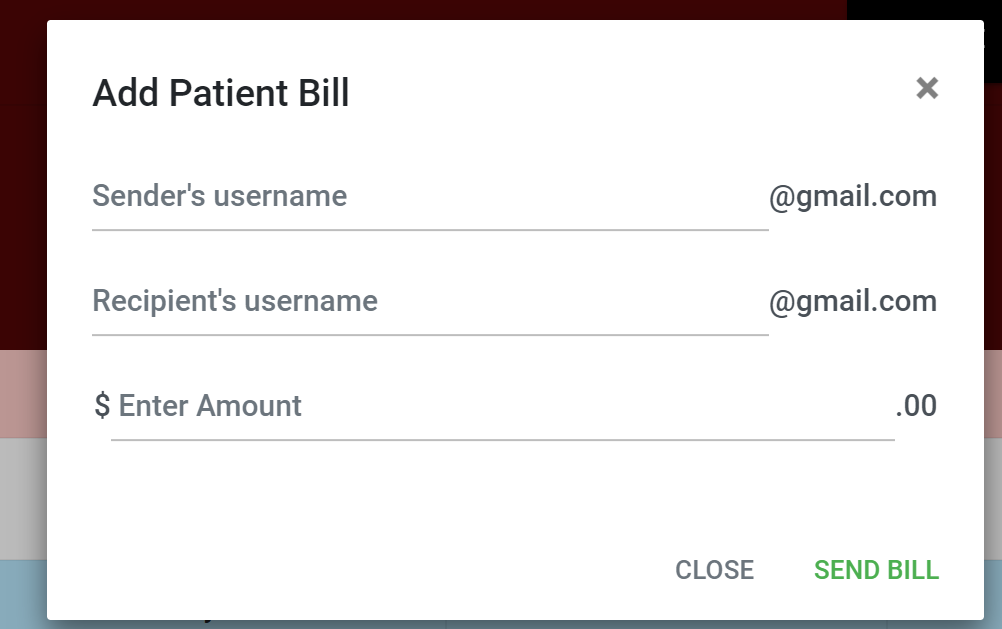 Add Patient Bill ×
Sender's username @gmail.com
Recipient's username @gmail.com
$ Enter Amount .00
CLOSE SEND BILL